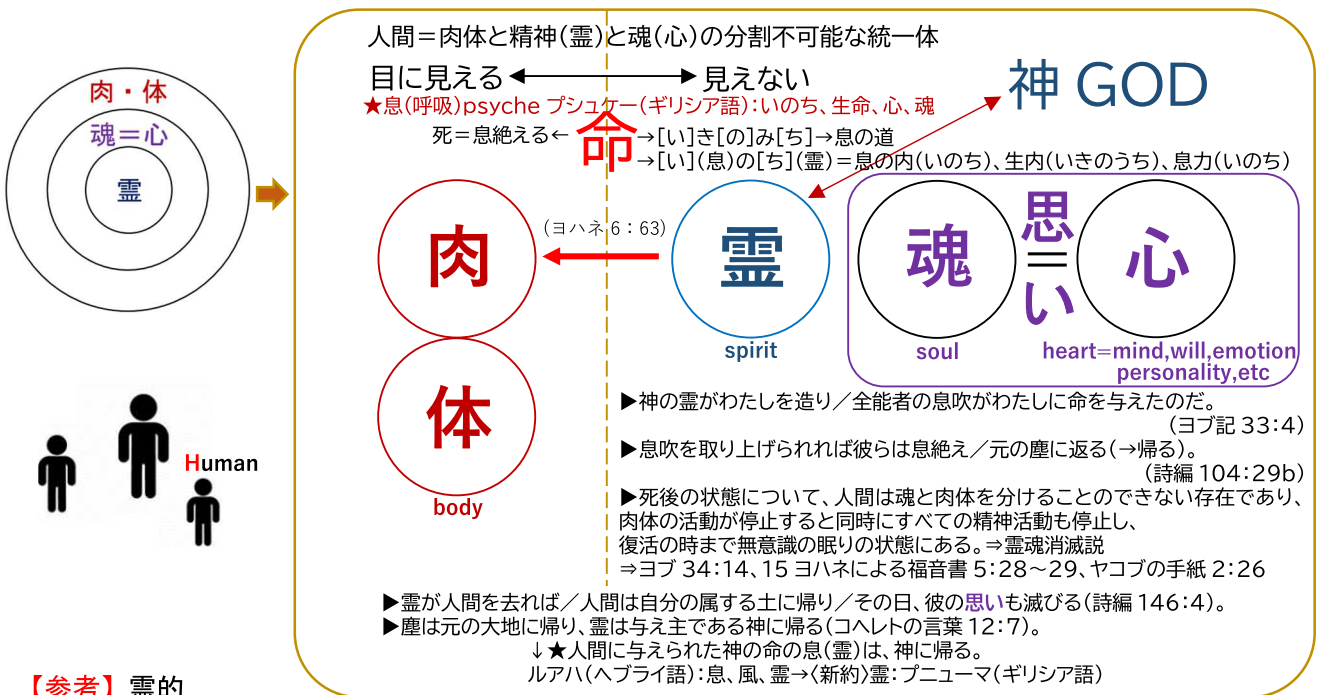 肉・体
魂＝心
霊
Human
【参考】霊的
人間＝肉体と精神（霊）と魂（心）の分割不可能な統一体
目に見える
見えない
神 GOD
★息（呼吸）psyche プシュケー（ギリシア語）：いのち、生命、心、魂
死＝息絶える←
命
→[い]き[の]み[ち]→息の道
→[い]（息）の[ち]（霊）＝息の内（いのち）、生内（いきのうち）、息力（いのち）
肉
（ヨハネ 6：63）
霊
魂
思
＝
い
心
spirit
soul
heart=mind,will,emotion
personality,etc
体
body
▶神の霊がわたしを造り／全能者の息吹がわたしに命を与えたのだ。
（ヨブ記 33：4）
▶息吹を取り上げられれば彼らは息絶え／元の塵に返る（→帰る）。
（詩編 104：29b）
▶死後の状態について、人間は魂と肉体を分けることのできない存在であり、
肉体の活動が停止すると同時にすべての精神活動も停止し、
復活の時まで無意識の眠りの状態にある。⇒霊魂消滅説
⇒ヨブ 34：14、15 ヨハネによる福音書 5：28～29、ヤコブの手紙 2：26
▶霊が人間を去れば／人間は自分の属する土に帰り／その日、彼の思いも滅びる（詩編 146：4）。
▶塵は元の大地に帰り、霊は与え主である神に帰る（コヘレトの言葉 12：7）。
↓★人間に与えられた神の命の息（霊）は、神に帰る。
ルアハ（ヘブライ語）：息、風、霊→〈新約〉霊：プニューマ（ギリシア語）